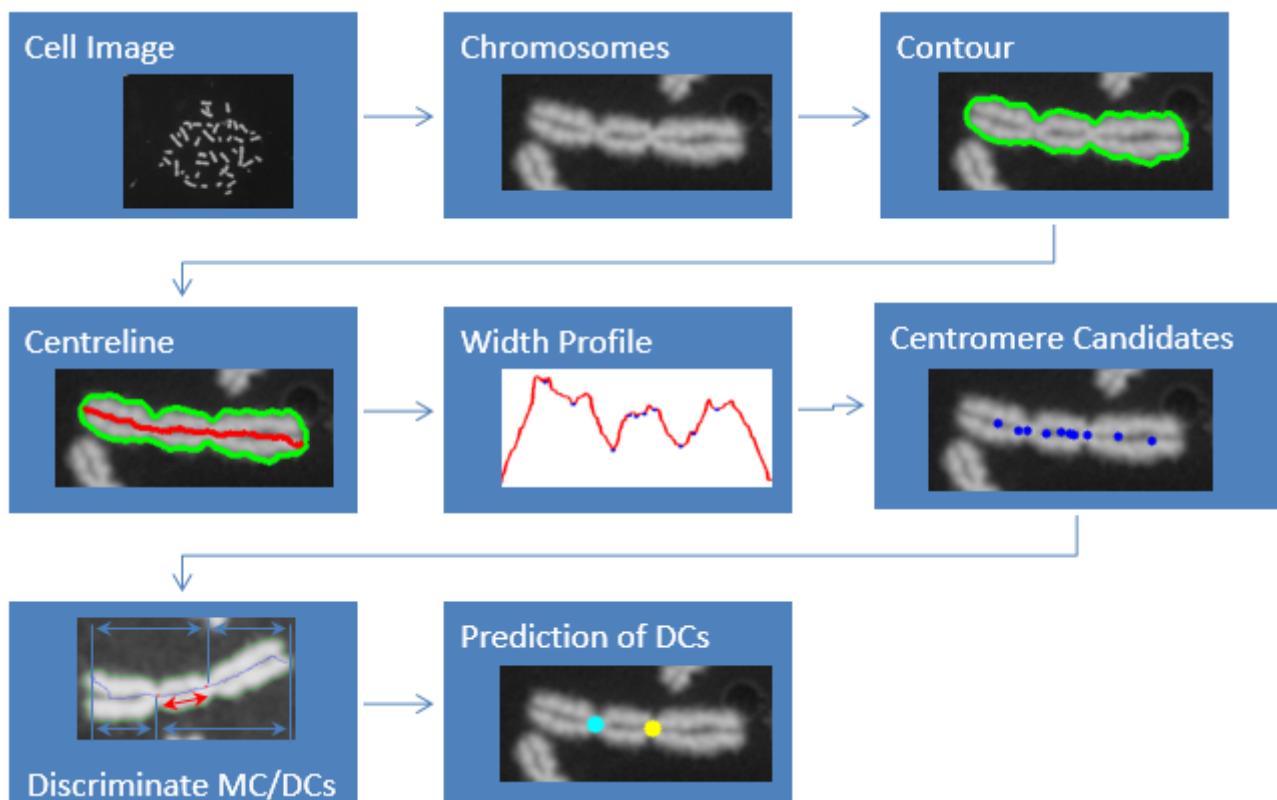 Cell Image
Chromosomes
Contour
Centreline
Width Profile
Centromere Candidates
Discriminate MC/DCs
Prediction of DCs